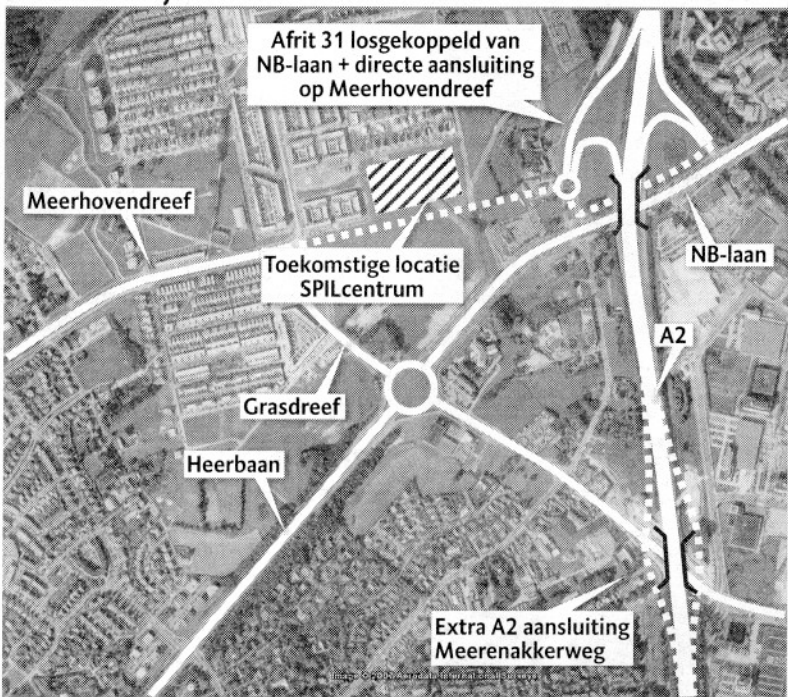 Afrit 31 losgekoppeld van
NB-laan + directe aansluiting
op Meerhovendreef
Meerhovendreef
NB-laan
Toekomstige locatie
SPILcentrum
A2
Grasdreef
Heerbaan
Extra A2 aansluiting
Meerenakkerweg